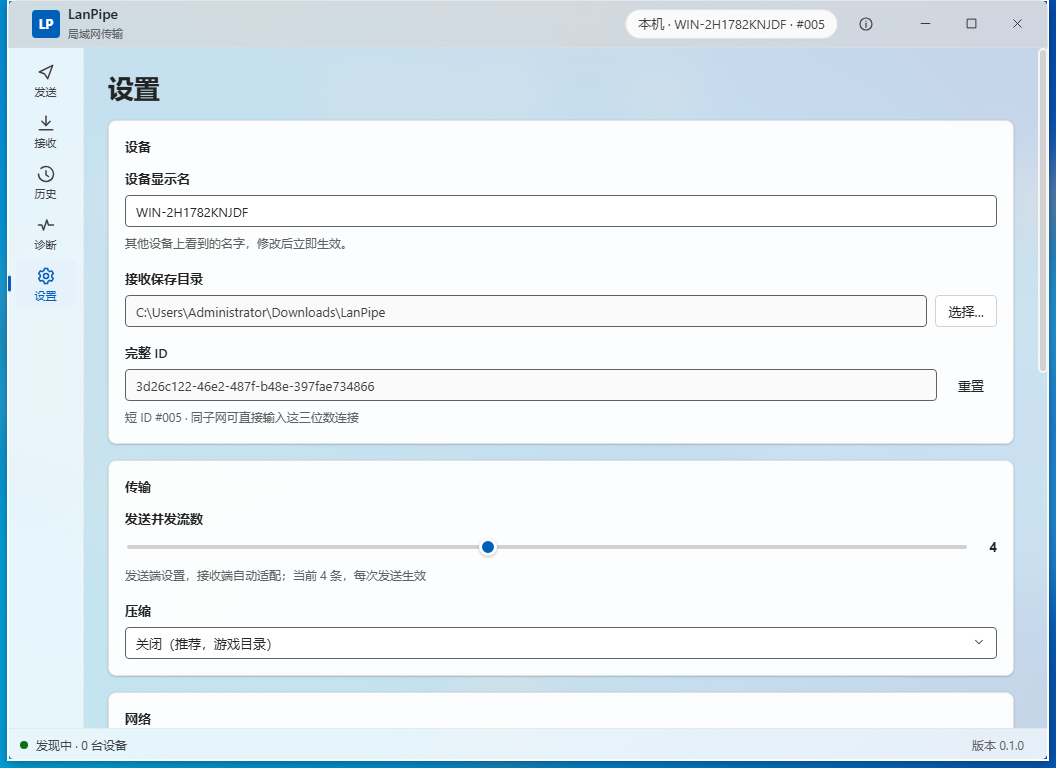 LP
LanPipe
局域网传输
本机 · WIN-2H1782KNJDF · #005
发送
接收
历史
诊断
设置
设置
设备
设备显示名
WIN-2H1782KNJDF
其他设备上看到的名字，修改后立即生效。
接收保存目录
C:\Users\Administrator\Downloads\LanPipe
选择...
完整 ID
3d26c122-46e2-487f-b48e-397fae734866
重置
短 ID #005 · 同子网可直接输入这三位数连接
传输
发送并发流数
4
发送端设置，接收端自动适配；当前 4 条，每次发送生效
压缩
关闭（推荐，游戏目录）
网络
发现中 · 0 台设备
版本 0.1.0